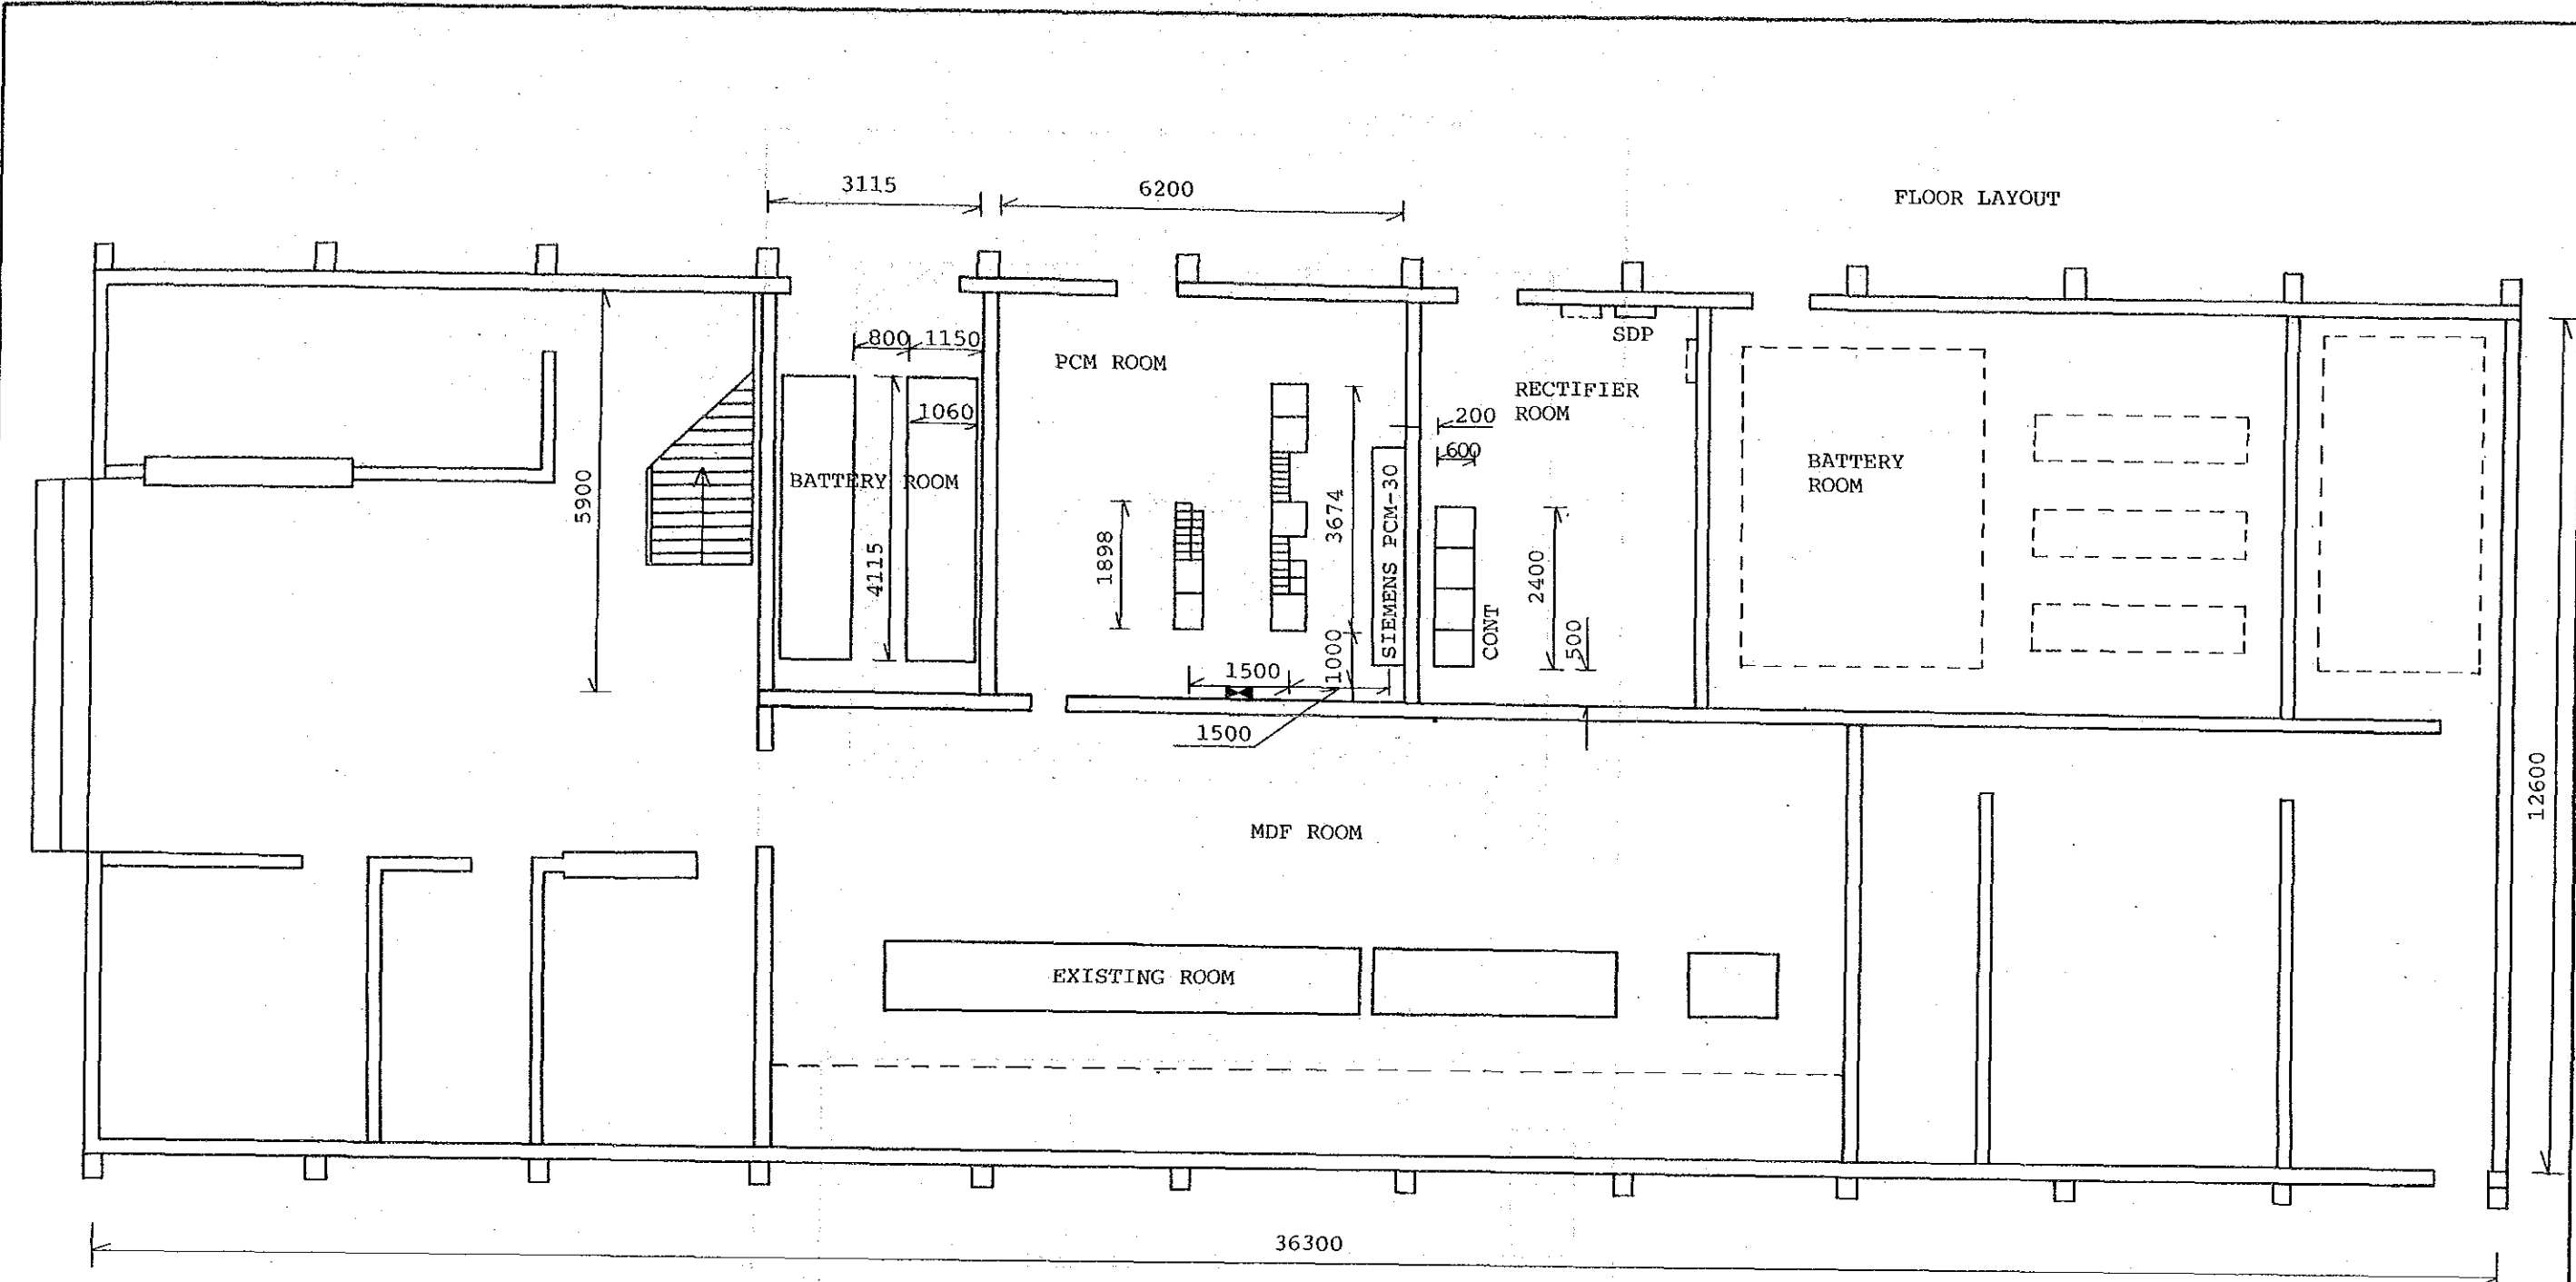 3115
6200
FLOOR LAYOUT
800
1150
SDP
PCM ROOM
RECTIFIER
ROOM
1060
200
600
BATTERY ROOM
BATTERY
ROOM
5900
4115
1898
3674
SIEMENS PCM-30
2400
CONT
500
1000
1500
1500
12600
MDF ROOM
EXISTING ROOM
36300